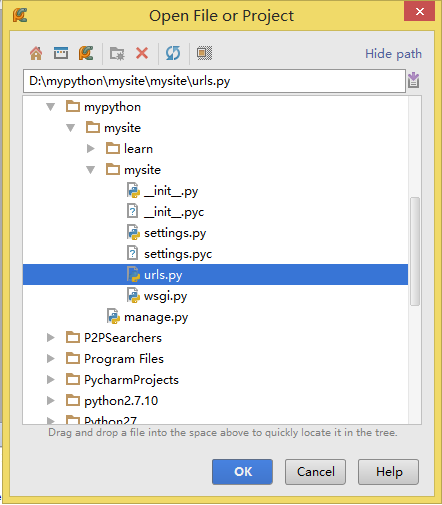 Open File or Project
Hide path
D:\mypython\mysite\mysite\urls.py
mypython
mysite
learn
mysite
__init__.py
__init__.pyc
settings.py
settings.pyc
urls.py
wsgi.py
manage.py
P2PSearchers
Program Files
PycharmProjects
python2.7.10
Python27
Drag and drop a file into the space above to quickly locate it in the tree.
OK
Cancel
Help